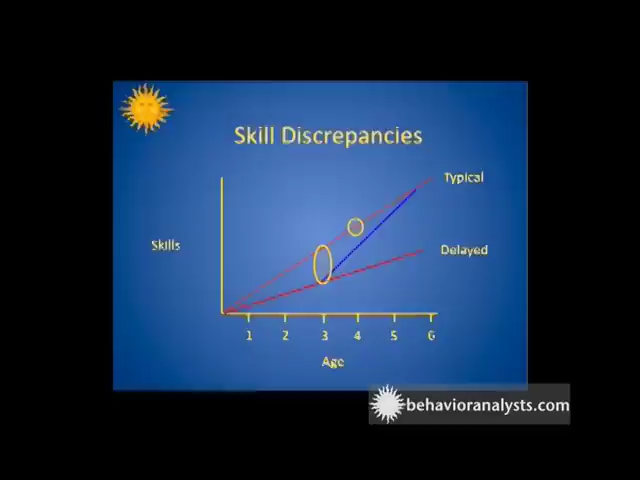 Skill Discrepancies
Typical
Skills
Delayed
1 2 3 4 5 6
Age
behavioranalysts.com